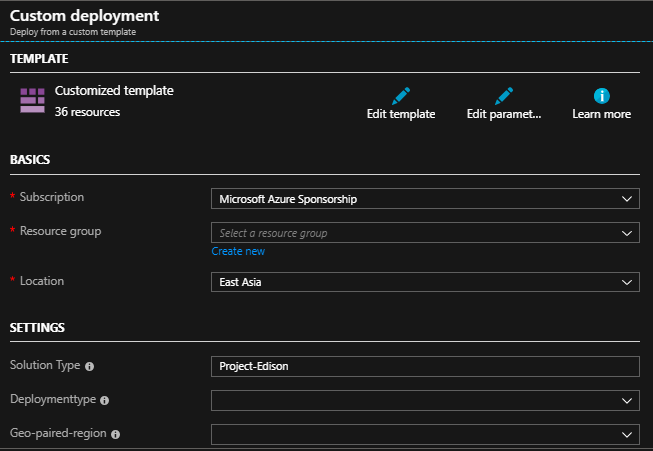 Custom deployment
Deploy from a custom template
TEMPLATE
Customized template
36 resources
Edit template
Edit paramet...
Learn more
BASICS
* Subscription
Microsoft Azure Sponsorship
* Resource group
Select a resource group
Create new
* Location
East Asia
SETTINGS
Solution Type
Project-Edison
Deploymenttype
Geo-paired-region